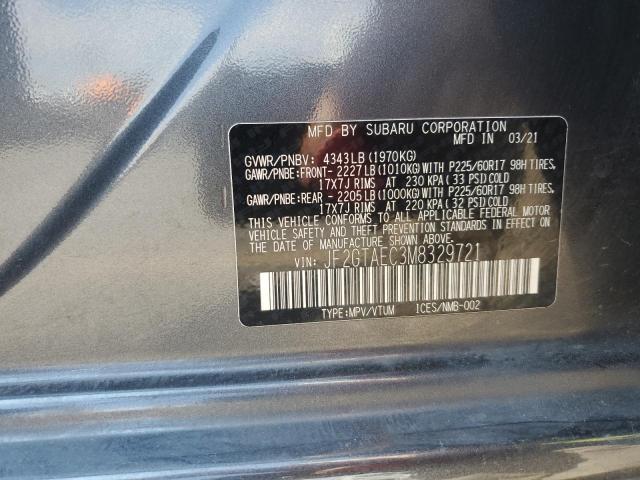 MFD BY SUBARU CORPORATION
MFD IN 03/21
GVWR/PNBV: 4343LB(1970KG)
GAWR/PNBE:FRONT- 2227LB(1010KG)WITH P225/60R17 98H TIRES,
17X7J RIMS AT 230 KPA(33 PSI)COLD
GAWR/PNBE:REAR - 2205LB(1000KG)WITH P225/60R17 98H TIRES,
17X7J RIMS AT 220 KPA(32 PSI)COLD
THIS VEHICLE CONFORMS TO ALL APPLICABLE FEDERAL MOTOR
VEHICLE SAFETY AND THEFT PREVENTION STANDARDS IN EFFECT ON
THE DATE OF MANUFACTURE SHOWN ABOVE.
VIN: JF2GTAEC3M8329721
TYPE:MPV/VTUM ICES/NMB-002